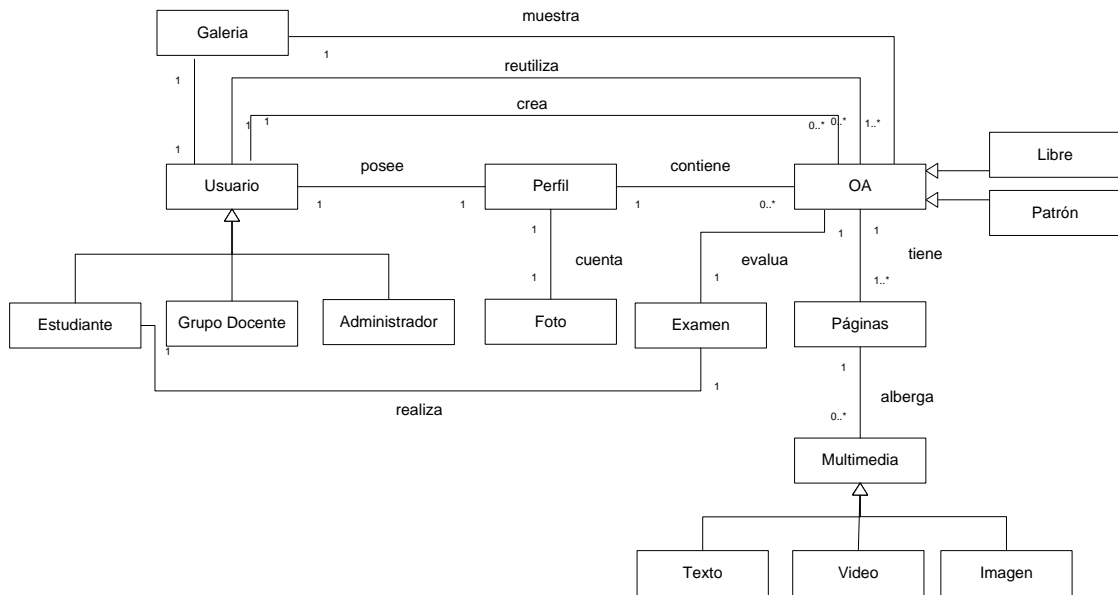 muestra
Galeria
1
1
reutiliza
crea
1
1
1
0..*
0..*
1..*
1
Libre
Usuario
posee
Perfil
contiene
OA
Patrón
1
1
1
0..*
1
1
1
cuenta
evalua
tiene
1
1
1..*
Estudiante
Grupo Docente
Administrador
Foto
Examen
Páginas
1
1
1
realiza
alberga
0..*
Multimedia
Texto
Video
Imagen